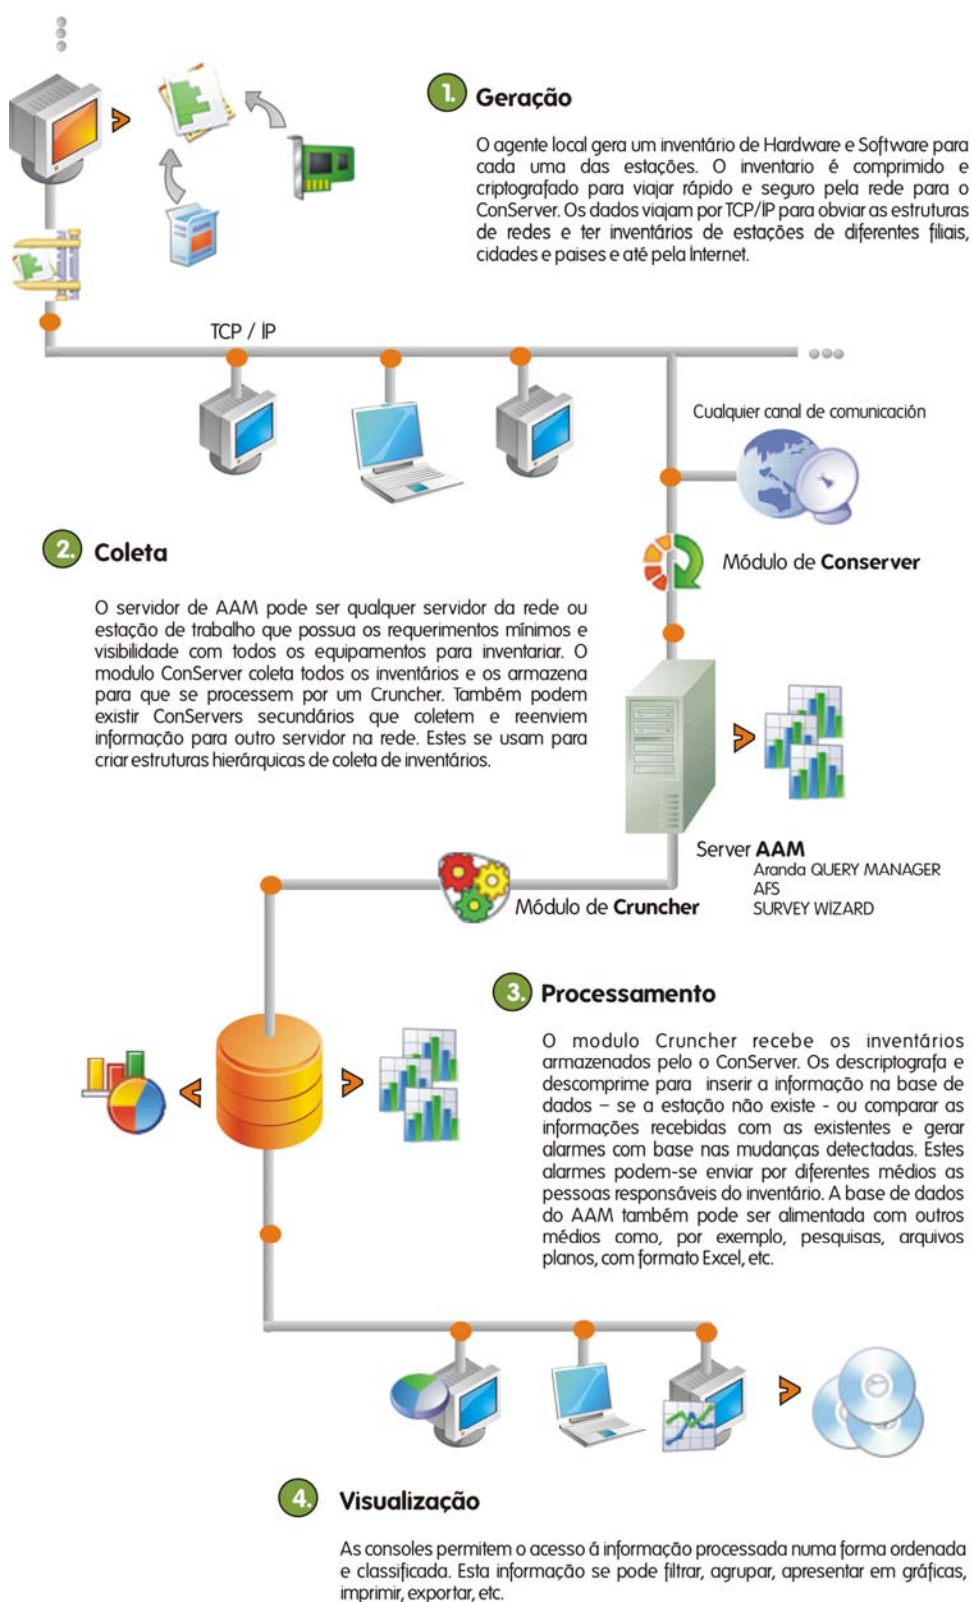 1. Geração
O agente local gera um inventário de Hardware e Software para
cada uma das estações. O inventario é comprimido e
criptografado para viajar rápido e seguro pela rede para o
ConServer. Os dados viajam por TCP/IP para obviar as estruturas
de redes e ter inventários de estações de diferentes filiais,
cidades e paises e até pela Internet.
TCP / IP
Cualquier canal de comunicación
2. Coleta
Módulo de Conserver
O servidor de AAM pode ser qualquer servidor da rede ou
estação de trabalho que possua os requerimentos mínimos e
visibilidade com todos os equipamentos para inventariar. O
modulo ConServer coleta todos os inventários e os armazena
para que se processem por um Cruncher. Também podem
existir ConServers secundários que coletem e reenviem
informação para outro servidor na rede. Estes se usam para
criar estruturas hierárquicas de coleta de inventários.
Server AAM
Aranda QUERY MANAGER
AFS
SURVEY WIZARD
Módulo de Cruncher
3. Processamento
O modulo Cruncher recebe os inventários
armazenados pelo o ConServer. Os descriptografa e
descomprime para inserir a informação na base de
dados – se a estação não existe - ou comparar as
informações recebidas com as existentes e gerar
alarmes com base nas mudanças detectadas. Estes
alarmes podem-se enviar por diferentes médios as
pessoas responsáveis do inventário. A base de dados
do AAM também pode ser alimentada com outros
médios como, por exemplo, pesquisas, arquivos
planos, com formato Excel, etc.
4. Visualização
As consoles permitem o acesso á informação processada numa forma ordenada
e classificada. Esta informação se pode filtrar, agrupar, apresentar em gráficas,
imprimir, exportar, etc.